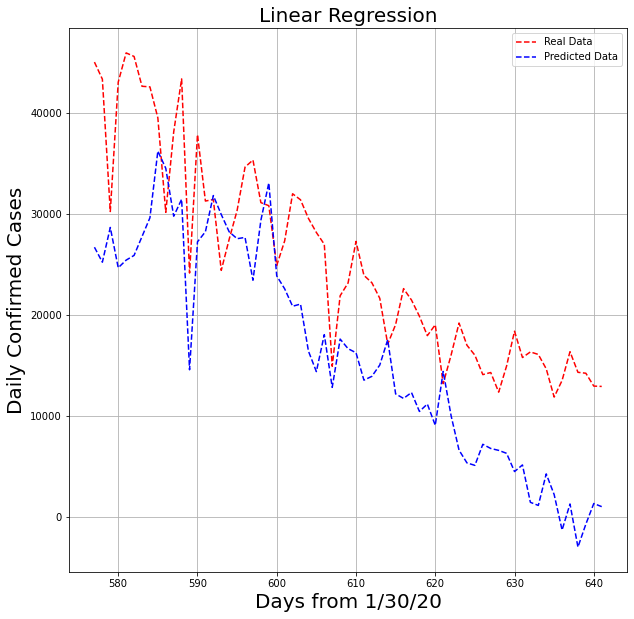 Linear Regression
Real Data
Predicted Data
Daily Confirmed Cases
40000
30000
20000
10000
0
580
590
600
610
620
630
640
Days from 1/30/20